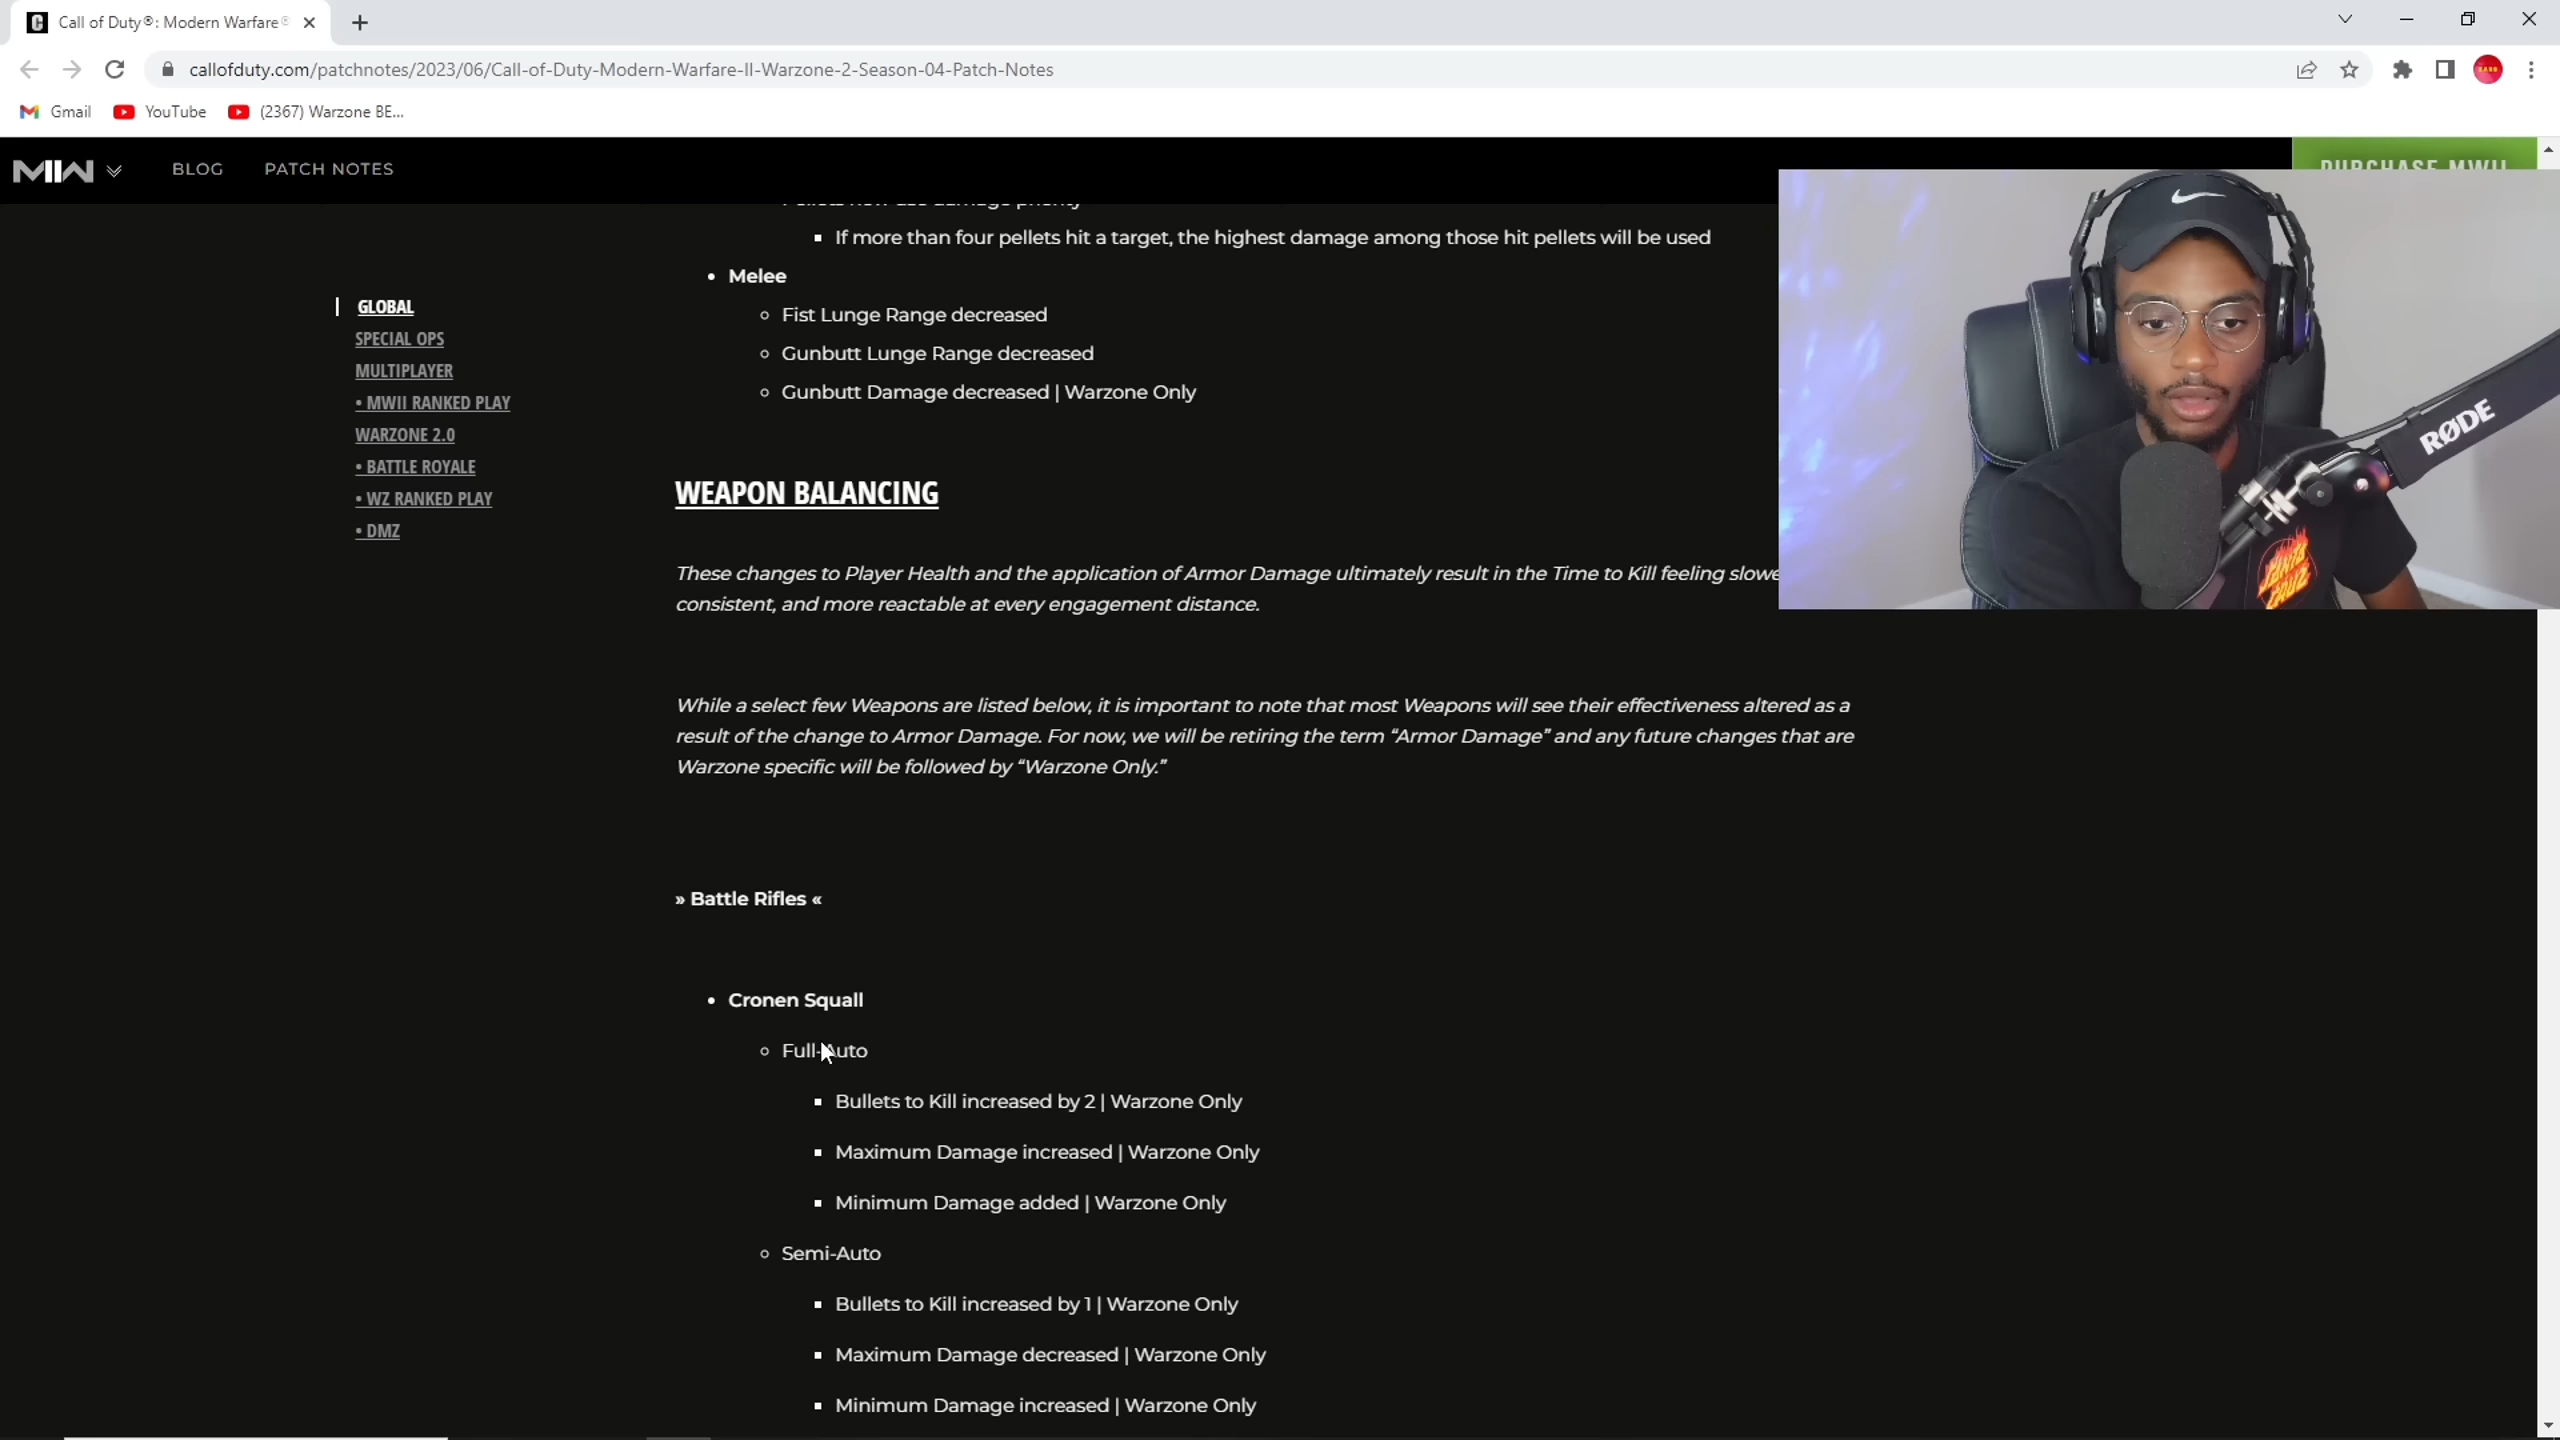 Call of Duty®: Modern Warfare®
callofduty.com/patchnotes/2023/06/Call-of-Duty-Modern-Warfare-II-Warzone-2-Season-04-Patch-Notes
Gmail YouTube (2367) Warzone BE...
MIIW BLOG PATCH NOTES PURCHASE MWII
Pellets now use damage priority
If more than four pellets hit a target, the highest damage among those hit pellets will be used
• Melee
Fist Lunge Range decreased
Gunbutt Lunge Range decreased
Gunbutt Damage decreased | Warzone Only
GLOBAL
SPECIAL OPS
MULTIPLAYER
• MWII RANKED PLAY
WARZONE 2.0
• BATTLE ROYALE
• WZ RANKED PLAY
• DMZ
WEAPON BALANCING
These changes to Player Health and the application of Armor Damage ultimately result in the Time to Kill feeling slowe
consistent, and more reactable at every engagement distance.
While a select few Weapons are listed below, it is important to note that most Weapons will see their effectiveness altered as a
result of the change to Armor Damage. For now, we will be retiring the term “Armor Damage” and any future changes that are
Warzone specific will be followed by “Warzone Only.”
» Battle Rifles «
• Cronen Squall
Full-Auto
Bullets to Kill increased by 2 | Warzone Only
Maximum Damage increased | Warzone Only
Minimum Damage added | Warzone Only
Semi-Auto
Bullets to Kill increased by 1 | Warzone Only
Maximum Damage decreased | Warzone Only
Minimum Damage increased | Warzone Only
RØDE